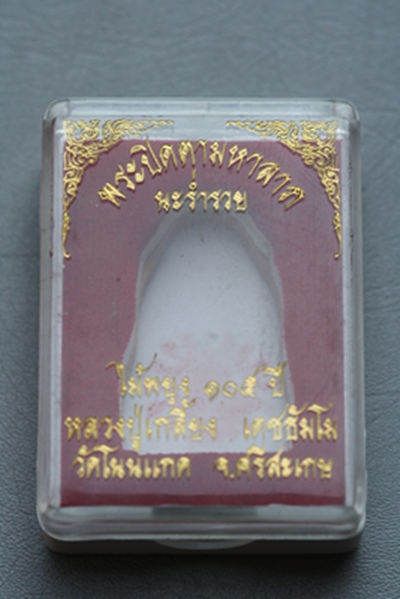 พระปิดตามหาลาภ
นะร่ำรวย
ไม้พยุง ๑๐๕ ปี
หลวงปู่เกลี้ยง เตชธัมโม
วัดโนนแกด จ.ศรีสะเกษ